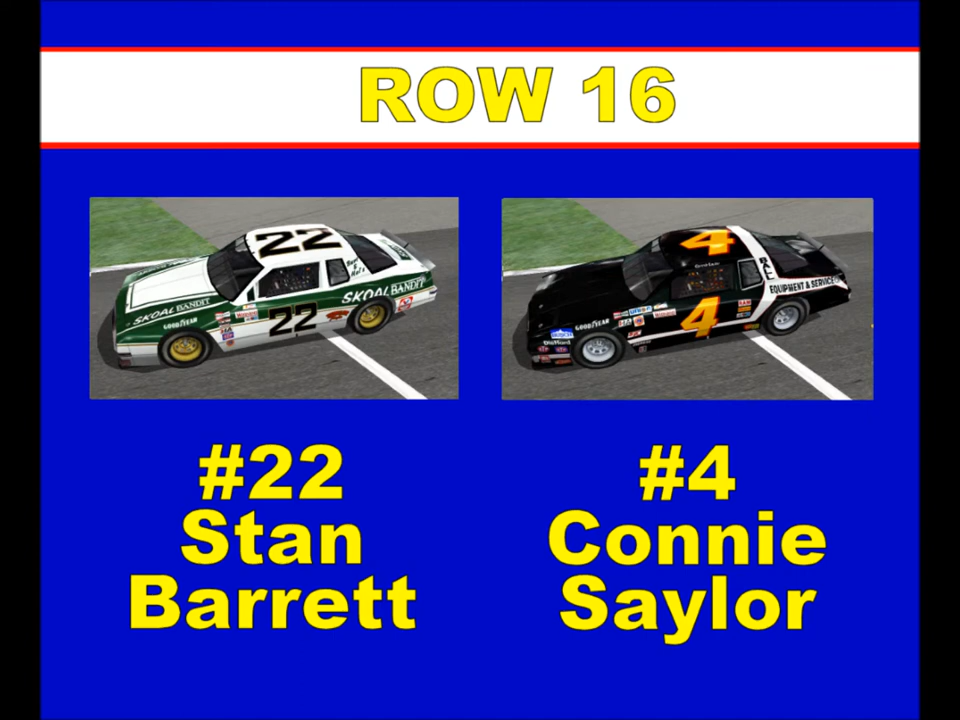 ROW 16
22
22
SKOAL BANDIT
SKOAL BANDIT
GOODYEAR
4
4
BALL
EQUIPMENT & SERVICE
GOODYEAR
#22
Stan
Barrett
#4
Connie
Saylor